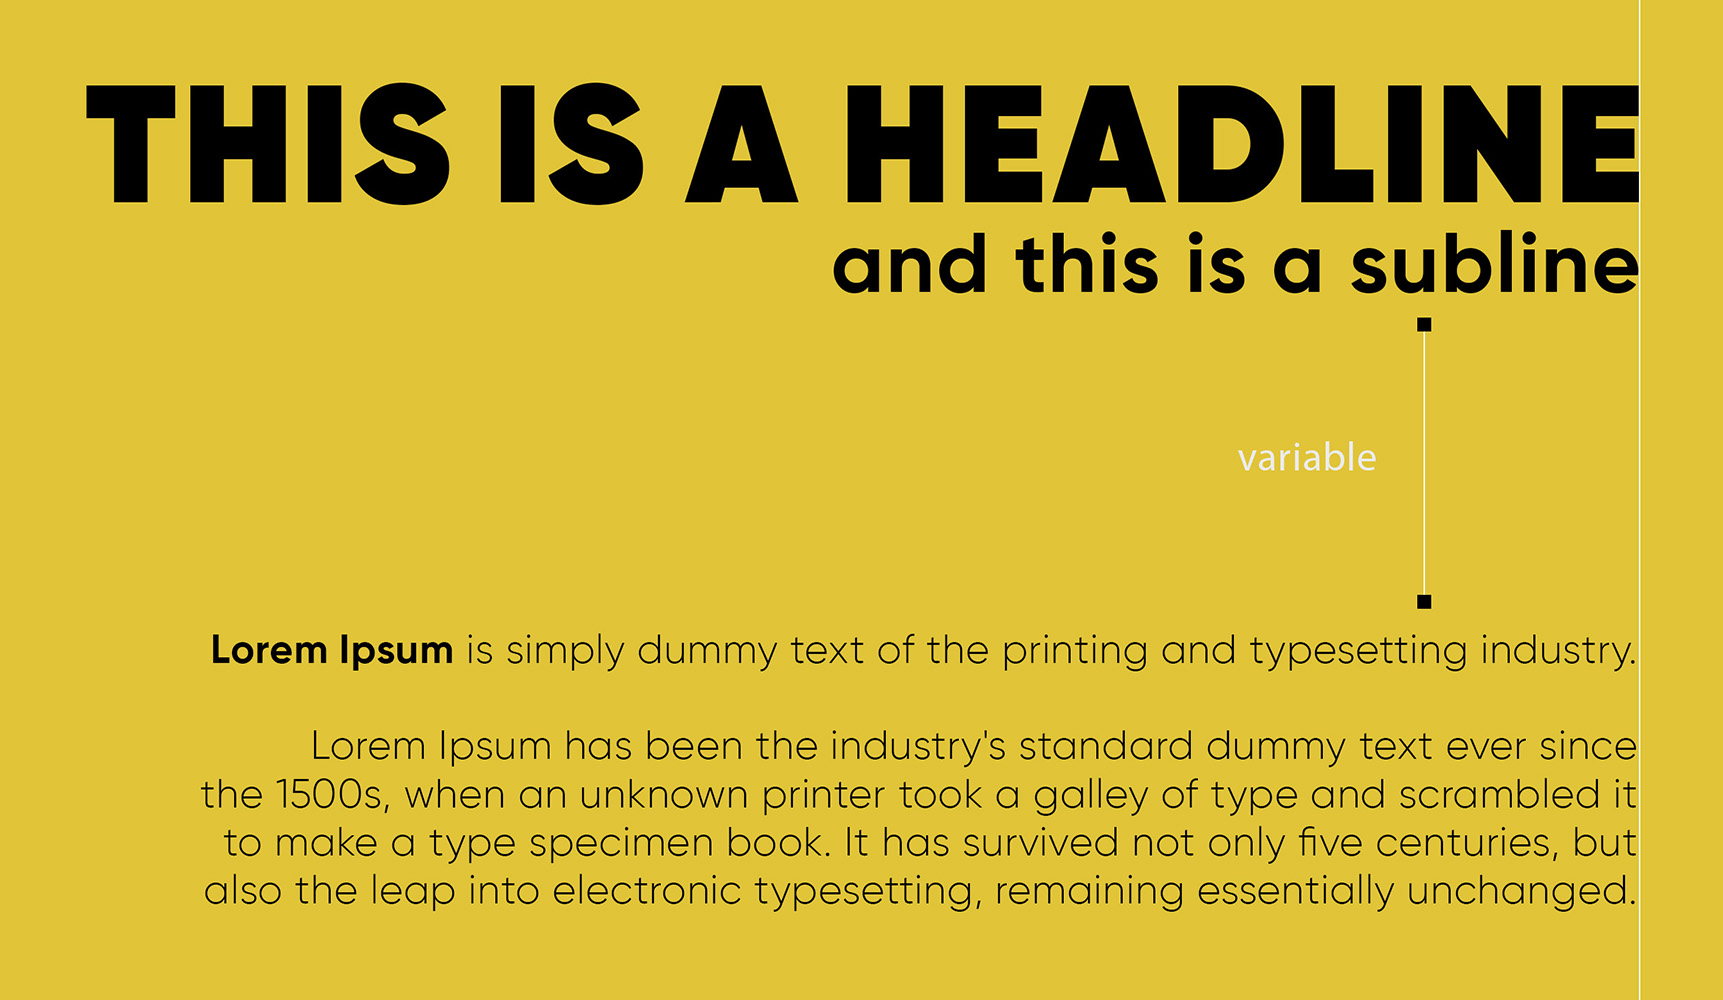 THIS IS A HEADLINE
and this is a subline
variable
Lorem Ipsum is simply dummy text of the printing and typesetting industry.
Lorem Ipsum has been the industry's standard dummy text ever since
the 1500s, when an unknown printer took a galley of type and scrambled it
to make a type specimen book. It has survived not only five centuries, but
also the leap into electronic typesetting, remaining essentially unchanged.